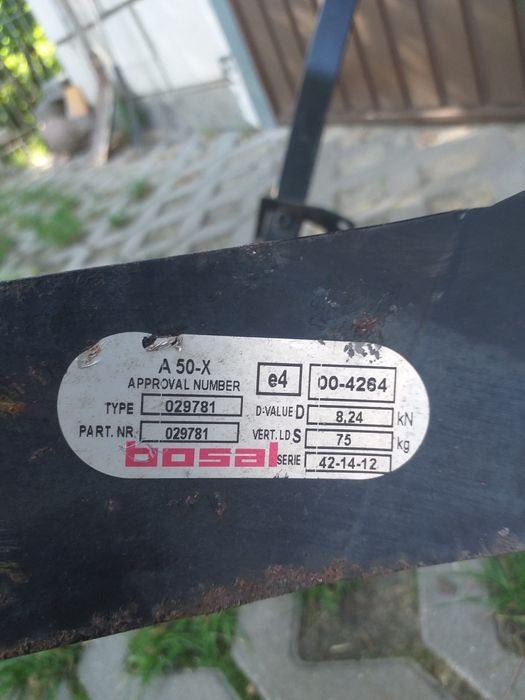 A 50-X
APPROVAL NUMBER e4 00-4264
TYPE 029781 D-VALUE D 8,24 kN
PART. NR 029781 VERT. LD S 75 kg
bosal SERIE 42-14-12